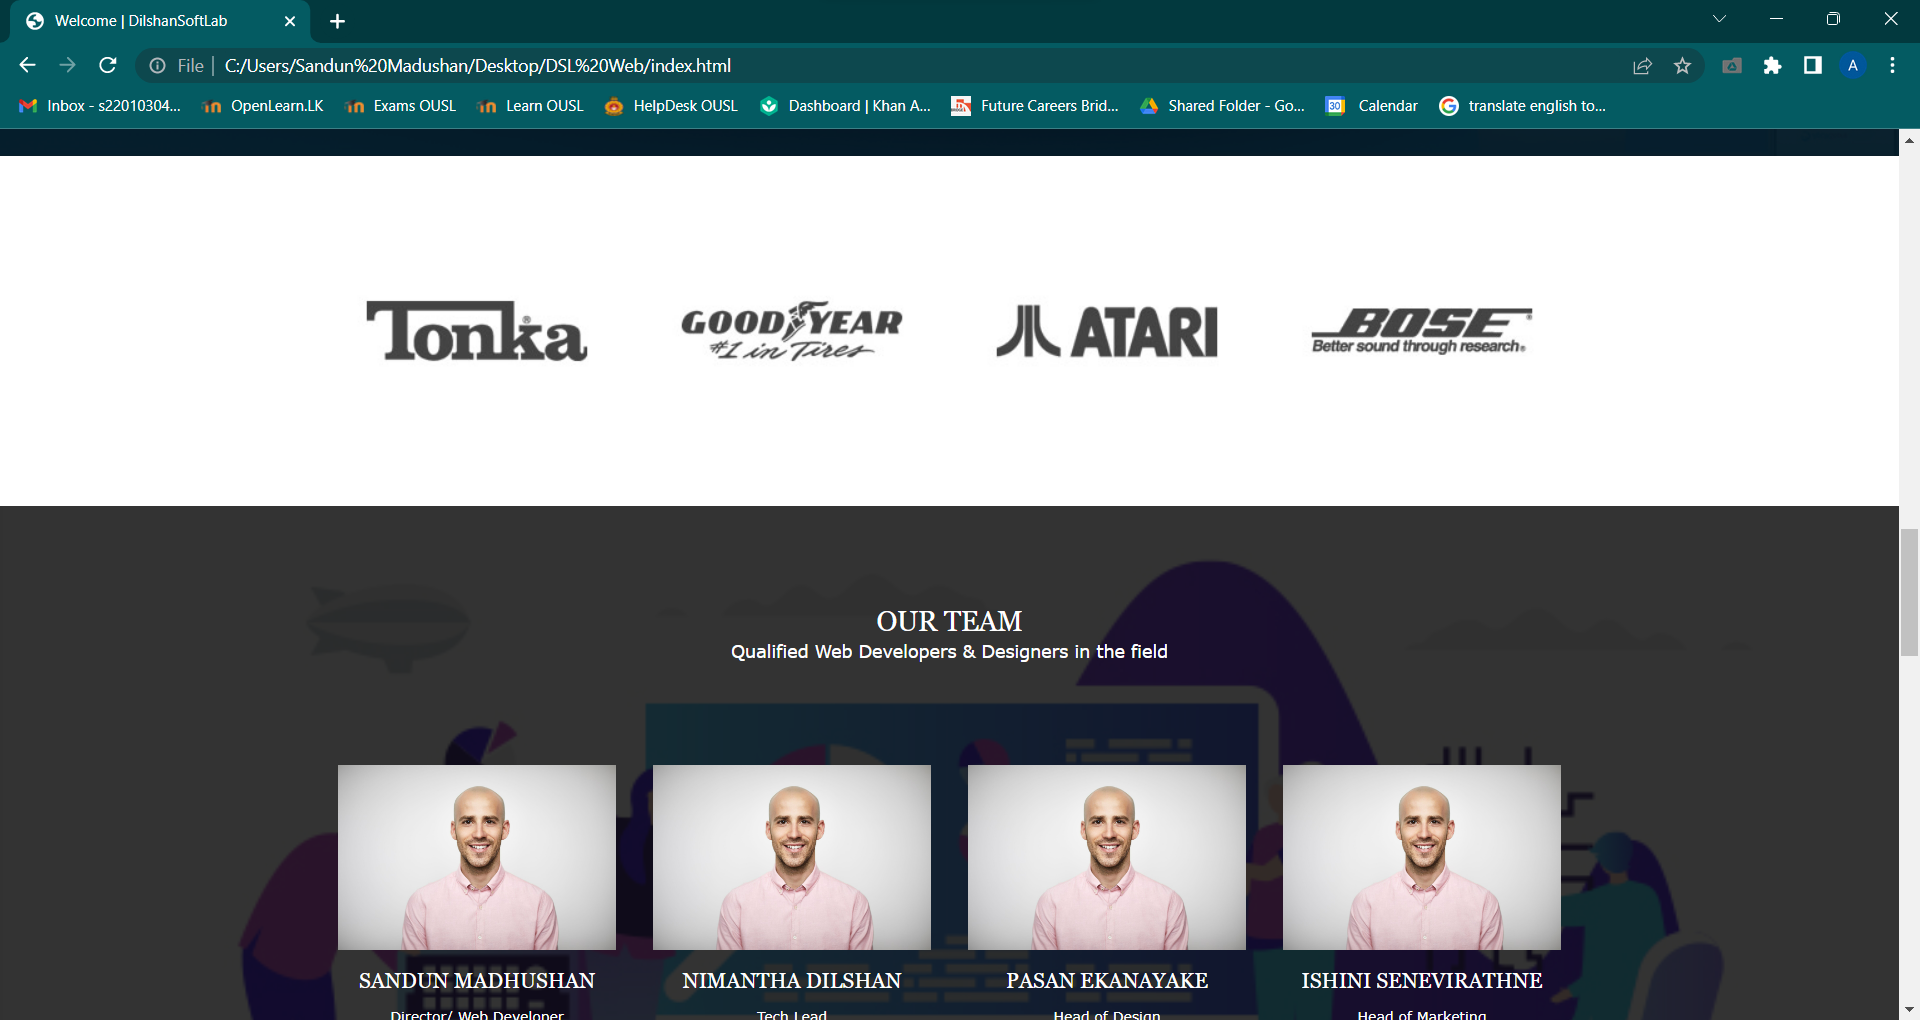 Welcome | DilshanSoftLab
File | C:/Users/Sandun%20Madushan/Desktop/DSL%20Web/index.html
A
Inbox - s22010304... OpenLearn.LK Exams OUSL Learn OUSL HelpDesk OUSL Dashboard | Khan A... Future Careers Brid... Shared Folder - Go... 30 Calendar translate english to...
Tonka®
GOODYEAR
#1 in Tires
ATARI
BOSE®
Better sound through research®
OUR TEAM
Qualified Web Developers & Designers in the field
SANDUN MADHUSHAN NIMANTHA DILSHAN PASAN EKANAYAKE ISHINI SENEVIRATHNE
Director/ Web Developer Tech Lead Head of Design Head of Marketing